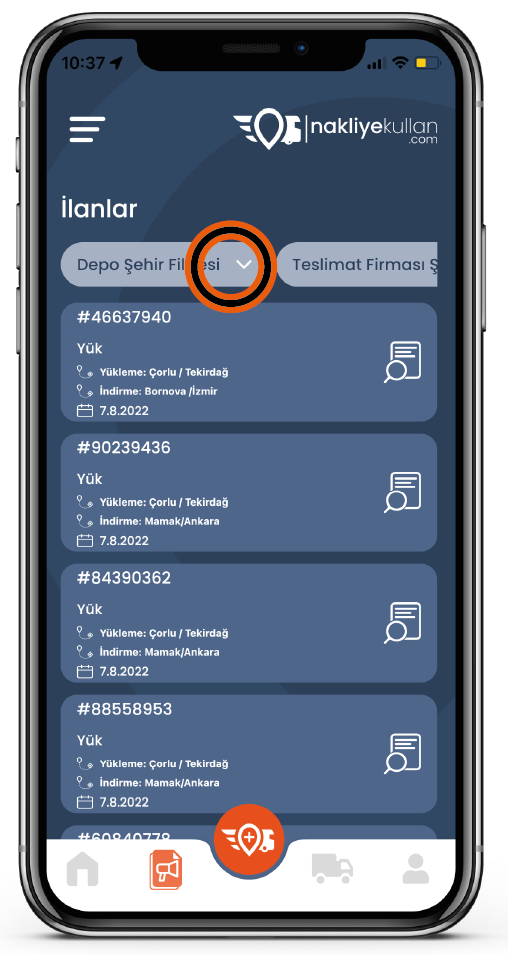 10:37
nakliyekullan
.com
İlanlar
Depo Şehir Fil esi
Teslimat Firması Ş
#46637940
Yük
Yükleme: Çorlu / Tekirdağ
İndirme: Bornova /İzmir
7.8.2022
#90239436
Yük
Yükleme: Çorlu / Tekirdağ
İndirme: Mamak/Ankara
7.8.2022
#84390362
Yük
Yükleme: Çorlu / Tekirdağ
İndirme: Mamak/Ankara
7.8.2022
#88558953
Yük
Yükleme: Çorlu / Tekirdağ
İndirme: Mamak/Ankara
7.8.2022
#60840778